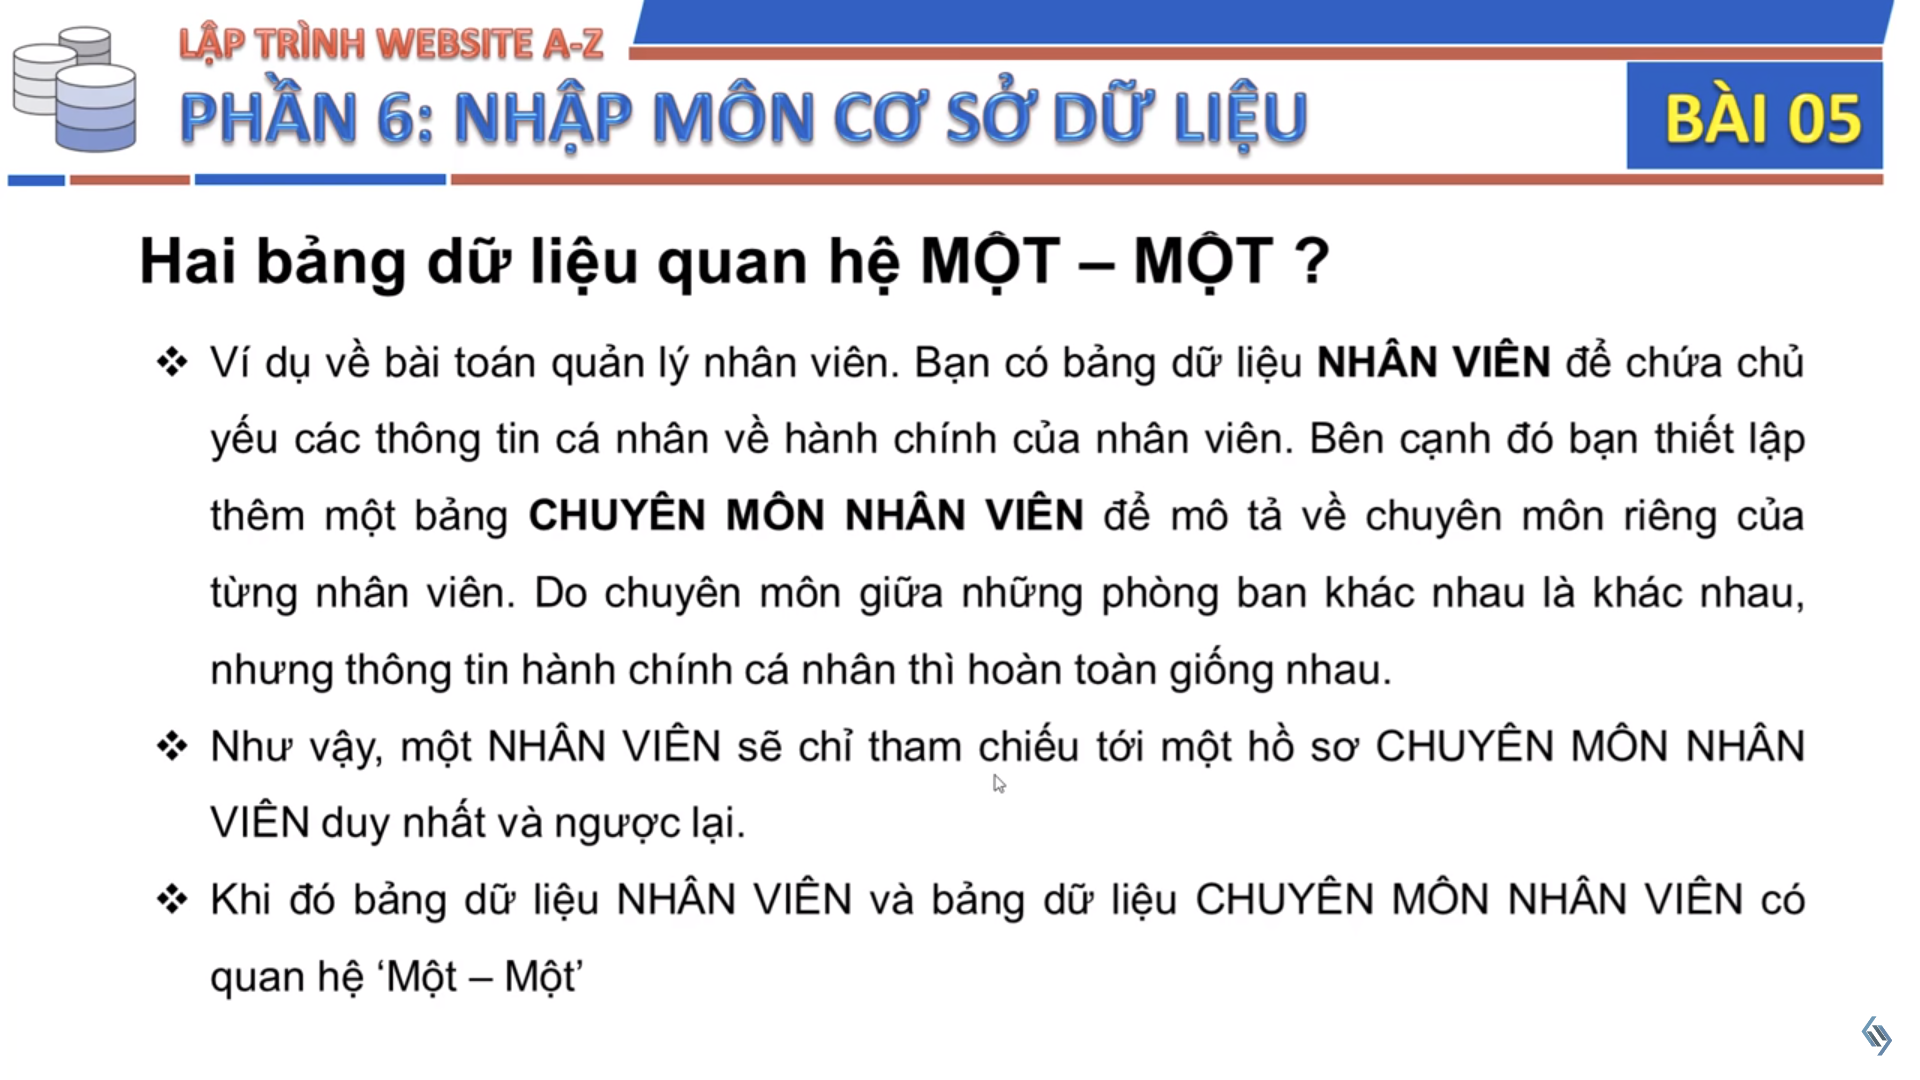 LẬP TRÌNH WEBSITE A-Z
PHẦN 6: NHẬP MÔN CƠ SỞ DỮ LIỆU
BÀI 05
Hai bảng dữ liệu quan hệ MỘT – MỘT ?
❖ Ví dụ về bài toán quản lý nhân viên. Bạn có bảng dữ liệu NHÂN VIÊN để chứa chủ
yếu các thông tin cá nhân về hành chính của nhân viên. Bên cạnh đó bạn thiết lập
thêm một bảng CHUYÊN MÔN NHÂN VIÊN để mô tả về chuyên môn riêng của
từng nhân viên. Do chuyên môn giữa những phòng ban khác nhau là khác nhau,
nhưng thông tin hành chính cá nhân thì hoàn toàn giống nhau.
❖ Như vậy, một NHÂN VIÊN sẽ chỉ tham chiếu tới một hồ sơ CHUYÊN MÔN NHÂN
VIÊN duy nhất và ngược lại.
❖ Khi đó bảng dữ liệu NHÂN VIÊN và bảng dữ liệu CHUYÊN MÔN NHÂN VIÊN có
quan hệ ‘Một – Một’